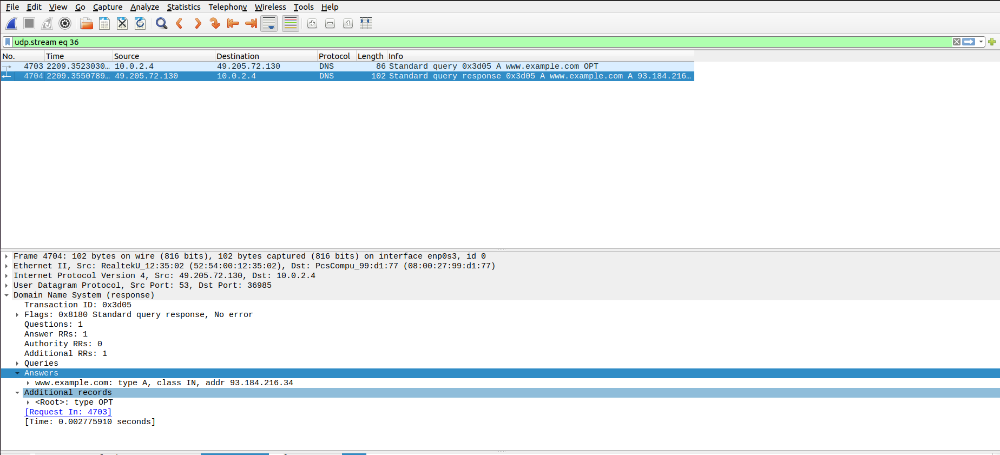 File Edit View Go Capture Analyze Statistics Telephony Wireless Tools Help
udp.stream eq 36
No. Time Source Destination Protocol Length Info
4703 2209.3523030… 10.0.2.4 49.205.72.130 DNS 86 Standard query 0x3d05 A www.example.com OPT
4704 2209.3550789… 49.205.72.130 10.0.2.4 DNS 102 Standard query response 0x3d05 A www.example.com A 93.184.216…
Frame 4704: 102 bytes on wire (816 bits), 102 bytes captured (816 bits) on interface enp0s3, id 0
Ethernet II, Src: RealtekU_12:35:02 (52:54:00:12:35:02), Dst: PcsCompu_99:d1:77 (08:00:27:99:d1:77)
Internet Protocol Version 4, Src: 49.205.72.130, Dst: 10.0.2.4
User Datagram Protocol, Src Port: 53, Dst Port: 36985
Domain Name System (response)
Transaction ID: 0x3d05
Flags: 0x8180 Standard query response, No error
Questions: 1
Answer RRs: 1
Authority RRs: 0
Additional RRs: 1
Queries
Answers
www.example.com: type A, class IN, addr 93.184.216.34
Additional records
<Root>: type OPT
[Request In: 4703]
[Time: 0.002775910 seconds]